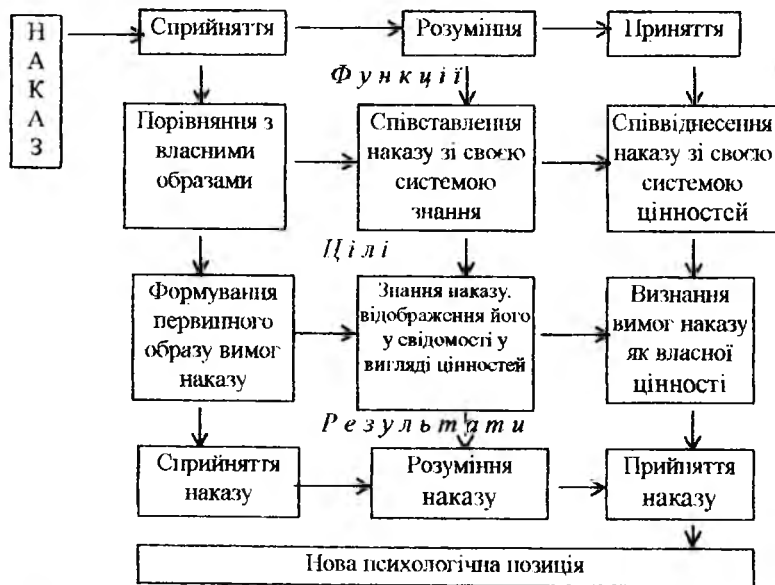 НАКАЗ
Сприйняття
Розуміння
Приняття
Функції
Порівняння з
власними
образами
Співставлення
наказу зі своєю
системою
знання
Співвіднесення
наказу зі своєю
системою
цінностей
Цілі
Формування
первинного
образу вимог
наказу
Знання наказу.
відображення його
у свідомості у
вигляді цінностей
Визнання
вимог наказу
як власної
цінності
Результати
Сприйняття
наказу
Розуміння
наказу
Прийняття
наказу
Нова психологічна позиція